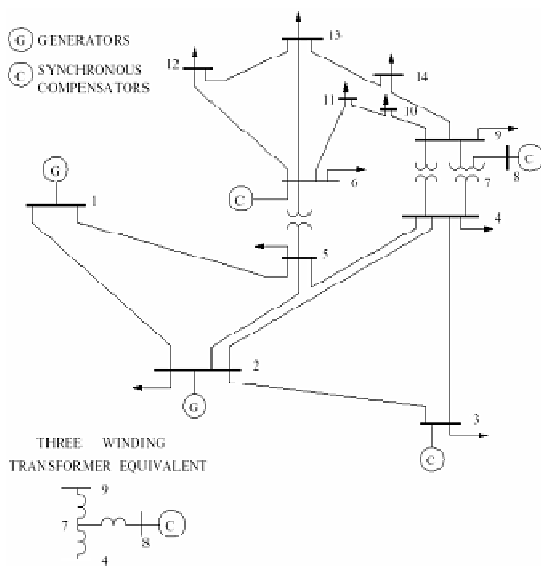 G GENERATORS
C SYNCHRONOUS
COMPENSATORS
13
12
14
11
10
9
G
C
7
8
1
C
6
4
5
2
G
3
C
THREE WINDING
TRANSFORMER EQUIVALENT
9
7
C
8
4